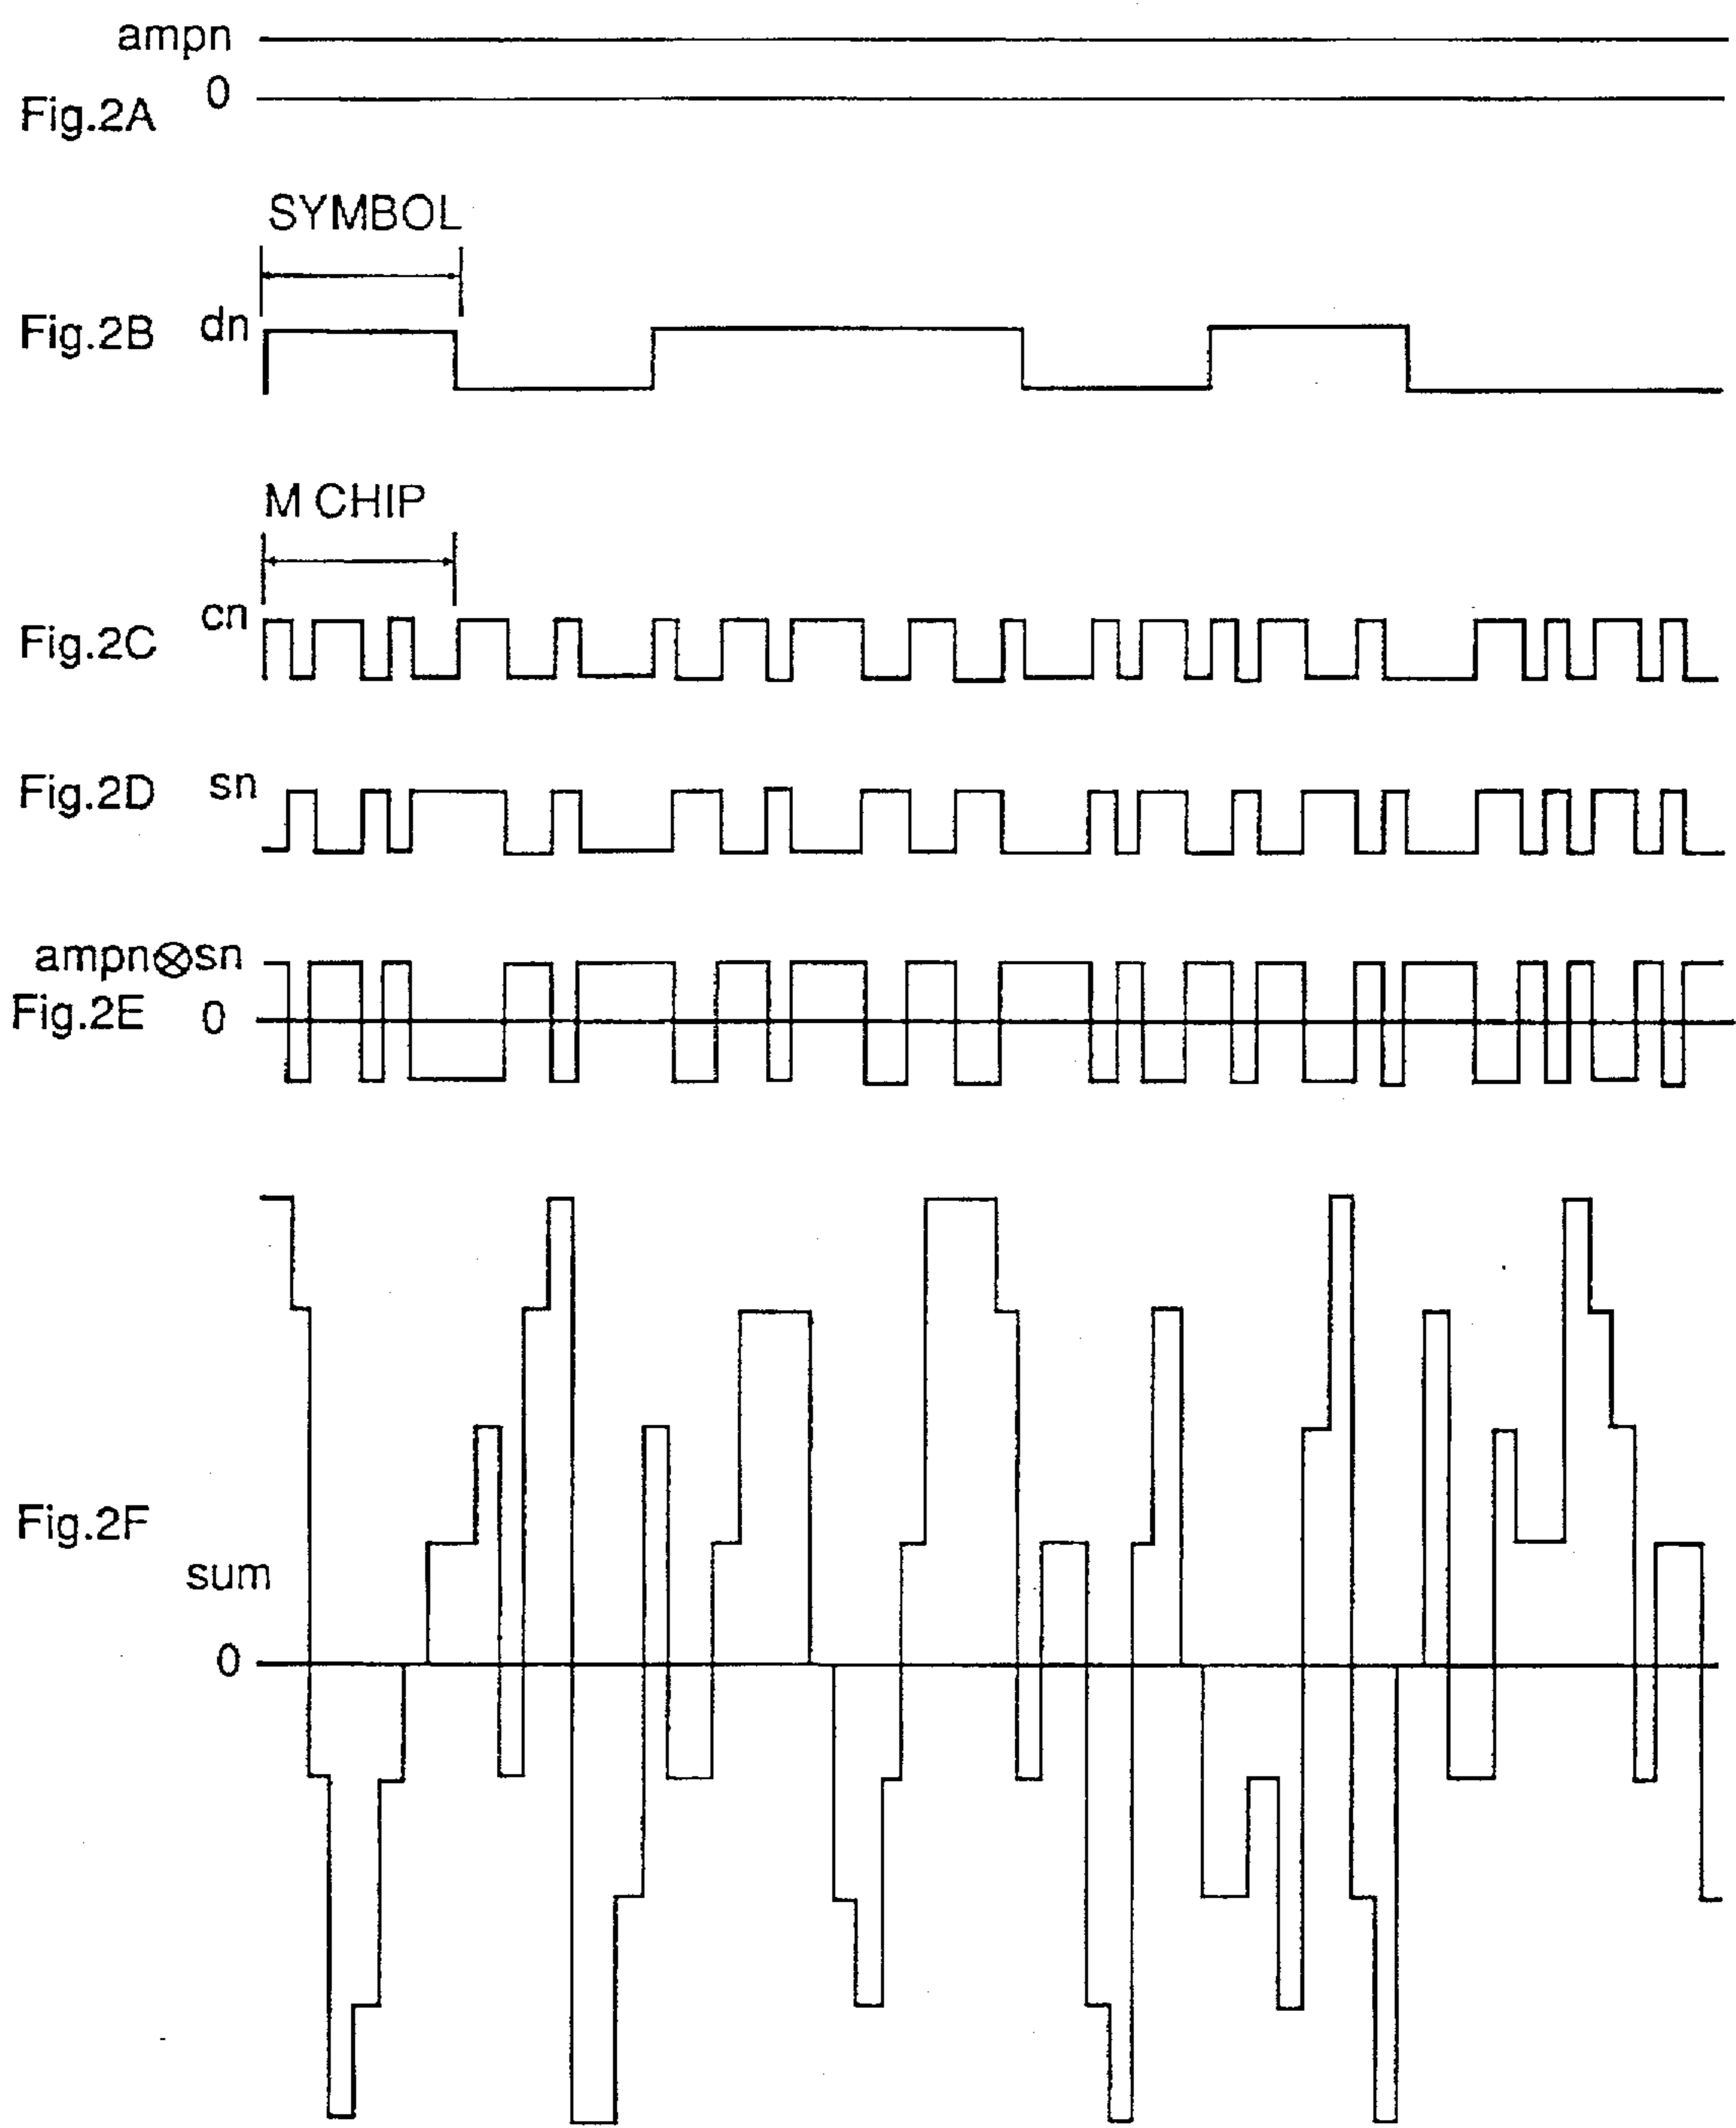 ampn
0
Fig.2A
SYMBOL
Fig.2B dn
M CHIP
cn
Fig.2C
Fig.2D sn
ampn⊗sn
Fig.2E 0
Fig.2F
sum
0